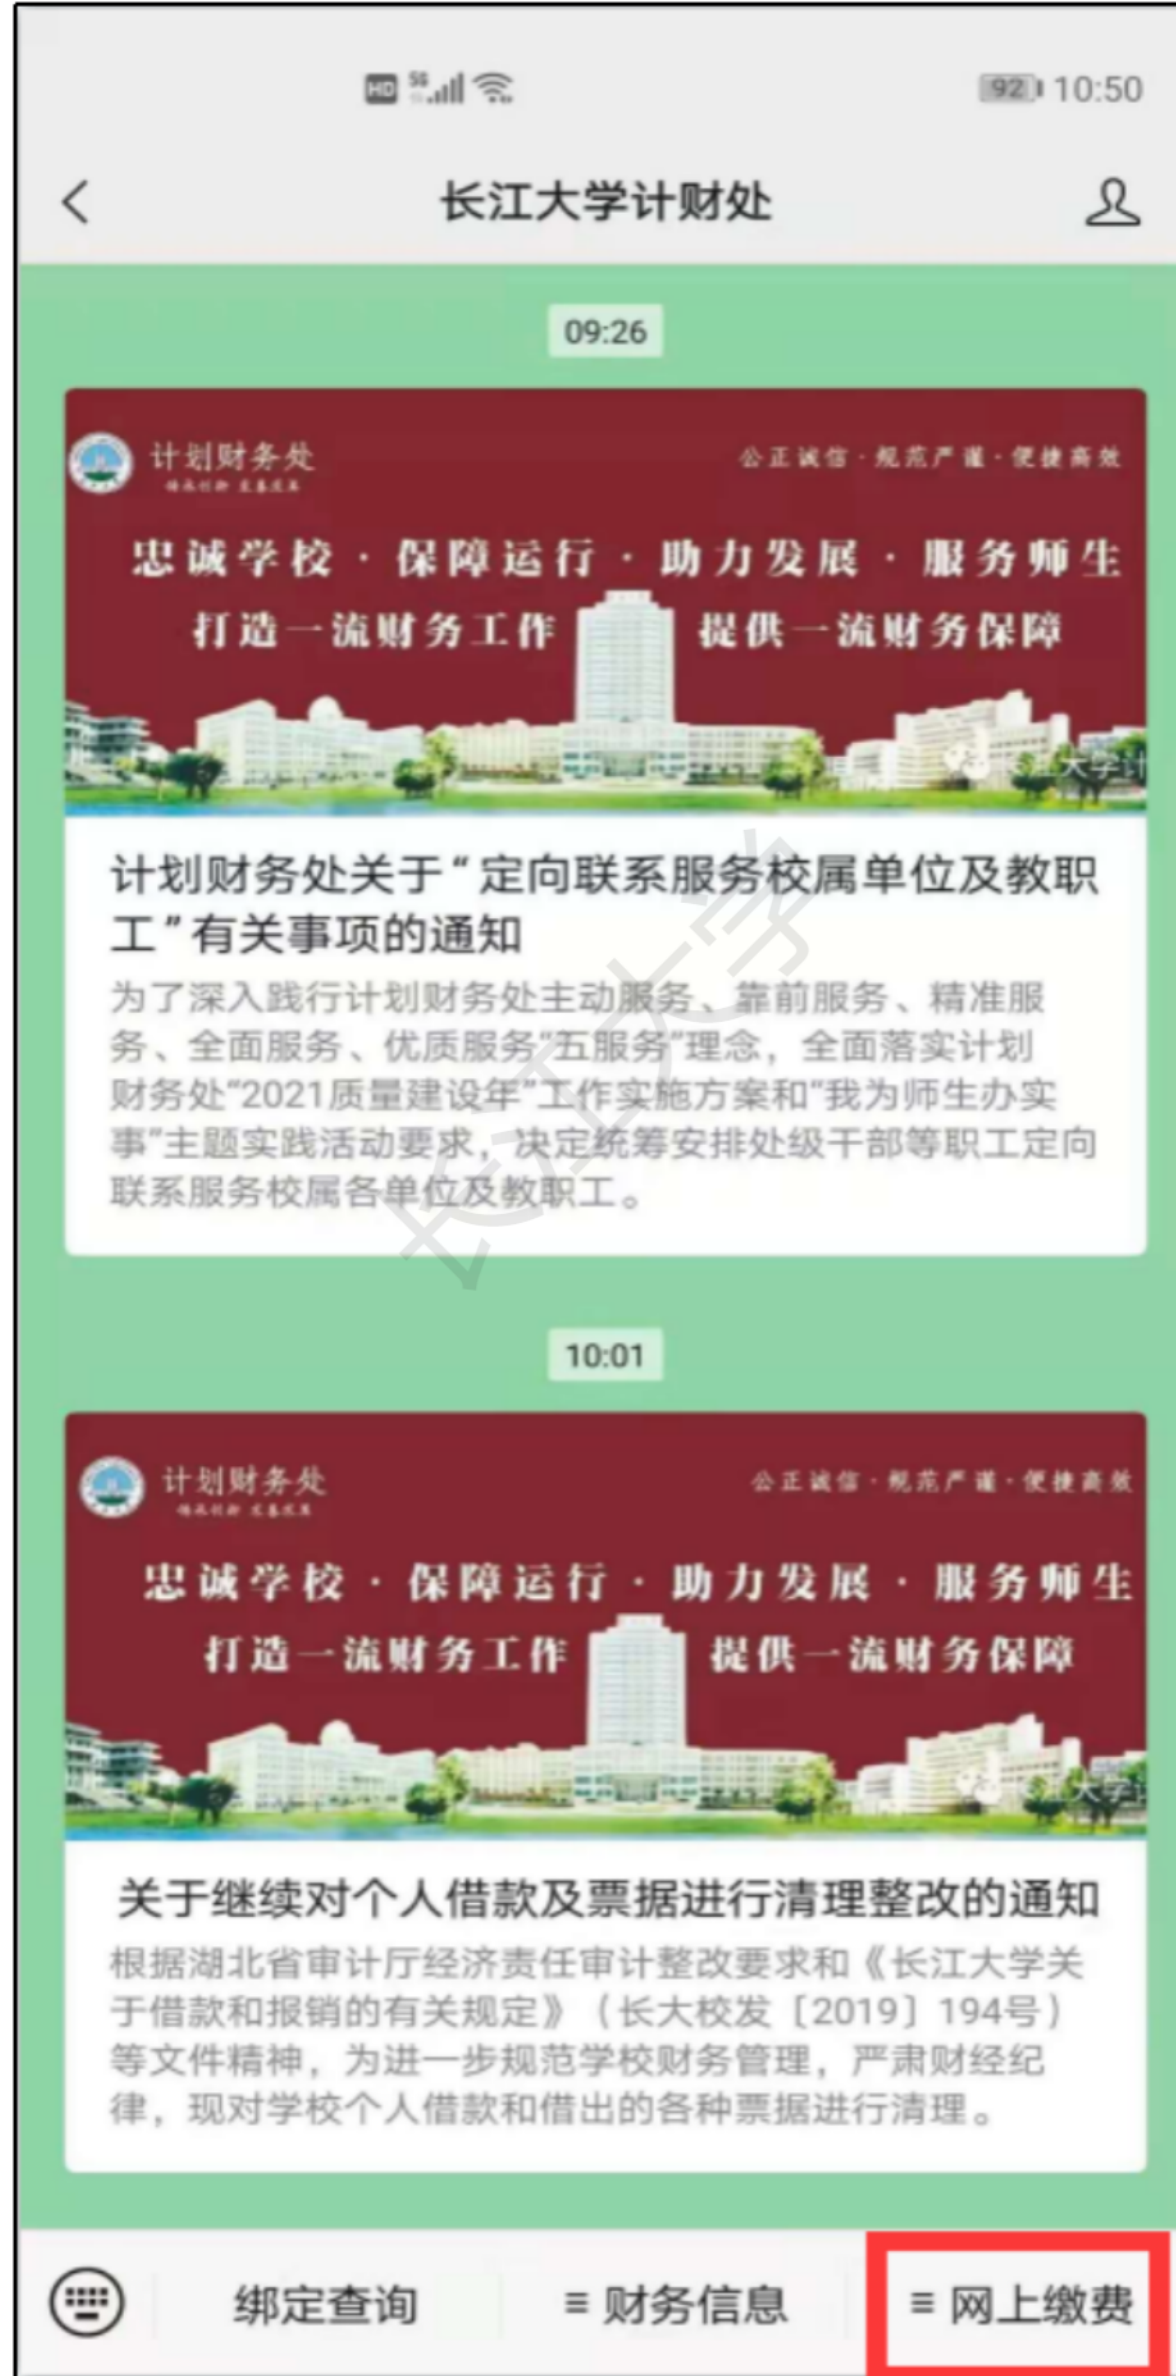 HD 5G 92 10:50
长江大学计财处
09:26
计划财务处
公正诚信·规范严谨·便捷高效
忠诚学校·保障运行·助力发展·服务师生
打造一流财务工作 提供一流财务保障
大学计
计划财务处关于“定向联系服务校属单位及教职
工”有关事项的通知
为了深入践行计划财务处主动服务、靠前服务、精准服
务、全面服务、优质服务“五服务”理念，全面落实计划
财务处“2021质量建设年”工作实施方案和“我为师生办实
事”主题实践活动要求，决定统筹安排处级干部等职工定向
联系服务校属各单位及教职工。
长江大学
10:01
计划财务处
公正诚信·规范严谨·便捷高效
忠诚学校·保障运行·助力发展·服务师生
打造一流财务工作 提供一流财务保障
大学
关于继续对个人借款及票据进行清理整改的通知
根据湖北省审计厅经济责任审计整改要求和《长江大学关
于借款和报销的有关规定》（长大校发〔2019〕194号）
等文件精神，为进一步规范学校财务管理，严肃财经纪
律，现对学校个人借款和借出的各种票据进行清理。
绑定查询 ≡ 财务信息 ≡ 网上缴费